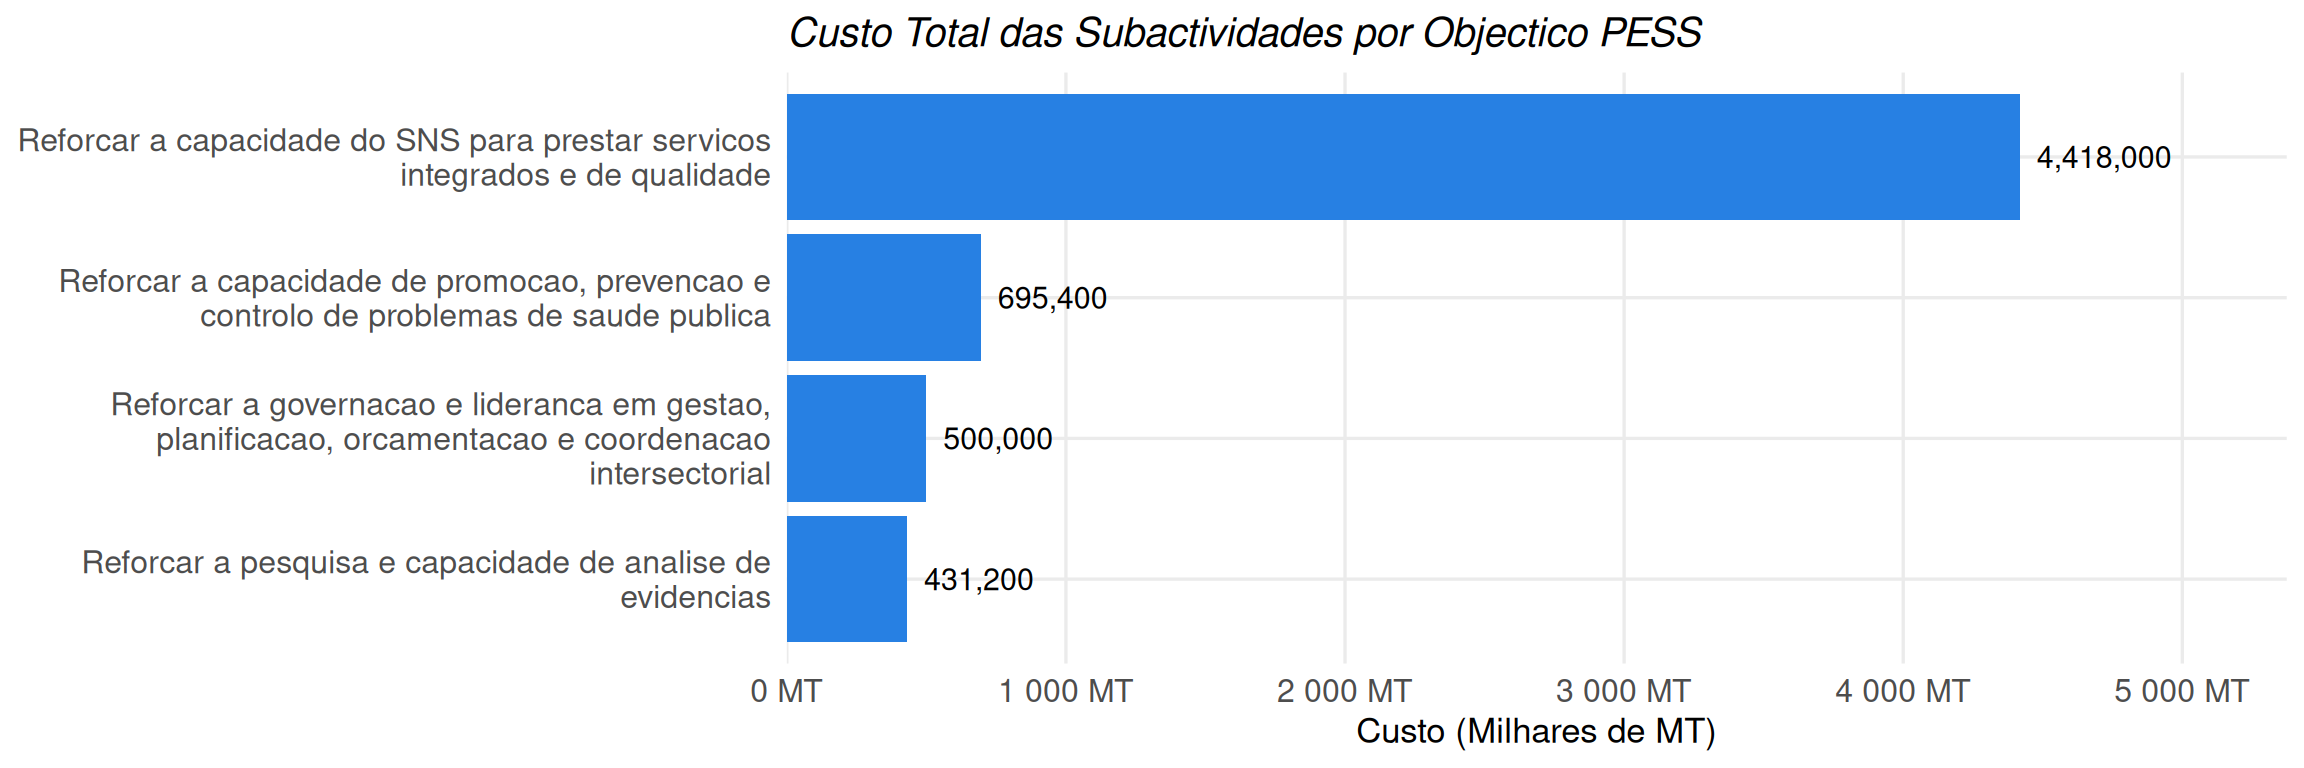 Custo Total das Subactividades por Objectico PESS
Reforcar a capacidade do SNS para prestar servicos
integrados e de qualidade
4,418,000
Reforcar a capacidade de promocao, prevencao e
controlo de problemas de saude publica
695,400
Reforcar a governacao e lideranca em gestao,
planificacao, orcamentacao e coordenacao
intersectorial
500,000
Reforcar a pesquisa e capacidade de analise de
evidencias
431,200
0 MT 1 000 MT 2 000 MT 3 000 MT 4 000 MT 5 000 MT
Custo (Milhares de MT)